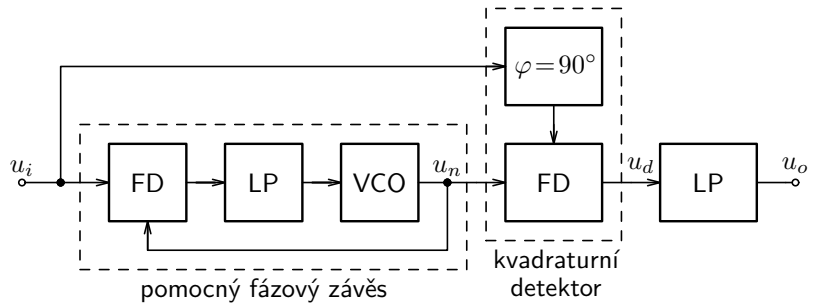 φ=90°
u_i
FD
LP
VCO
u_n
FD
u_d
LP
u_o
pomocný fázový závěs
kvadraturní
detektor